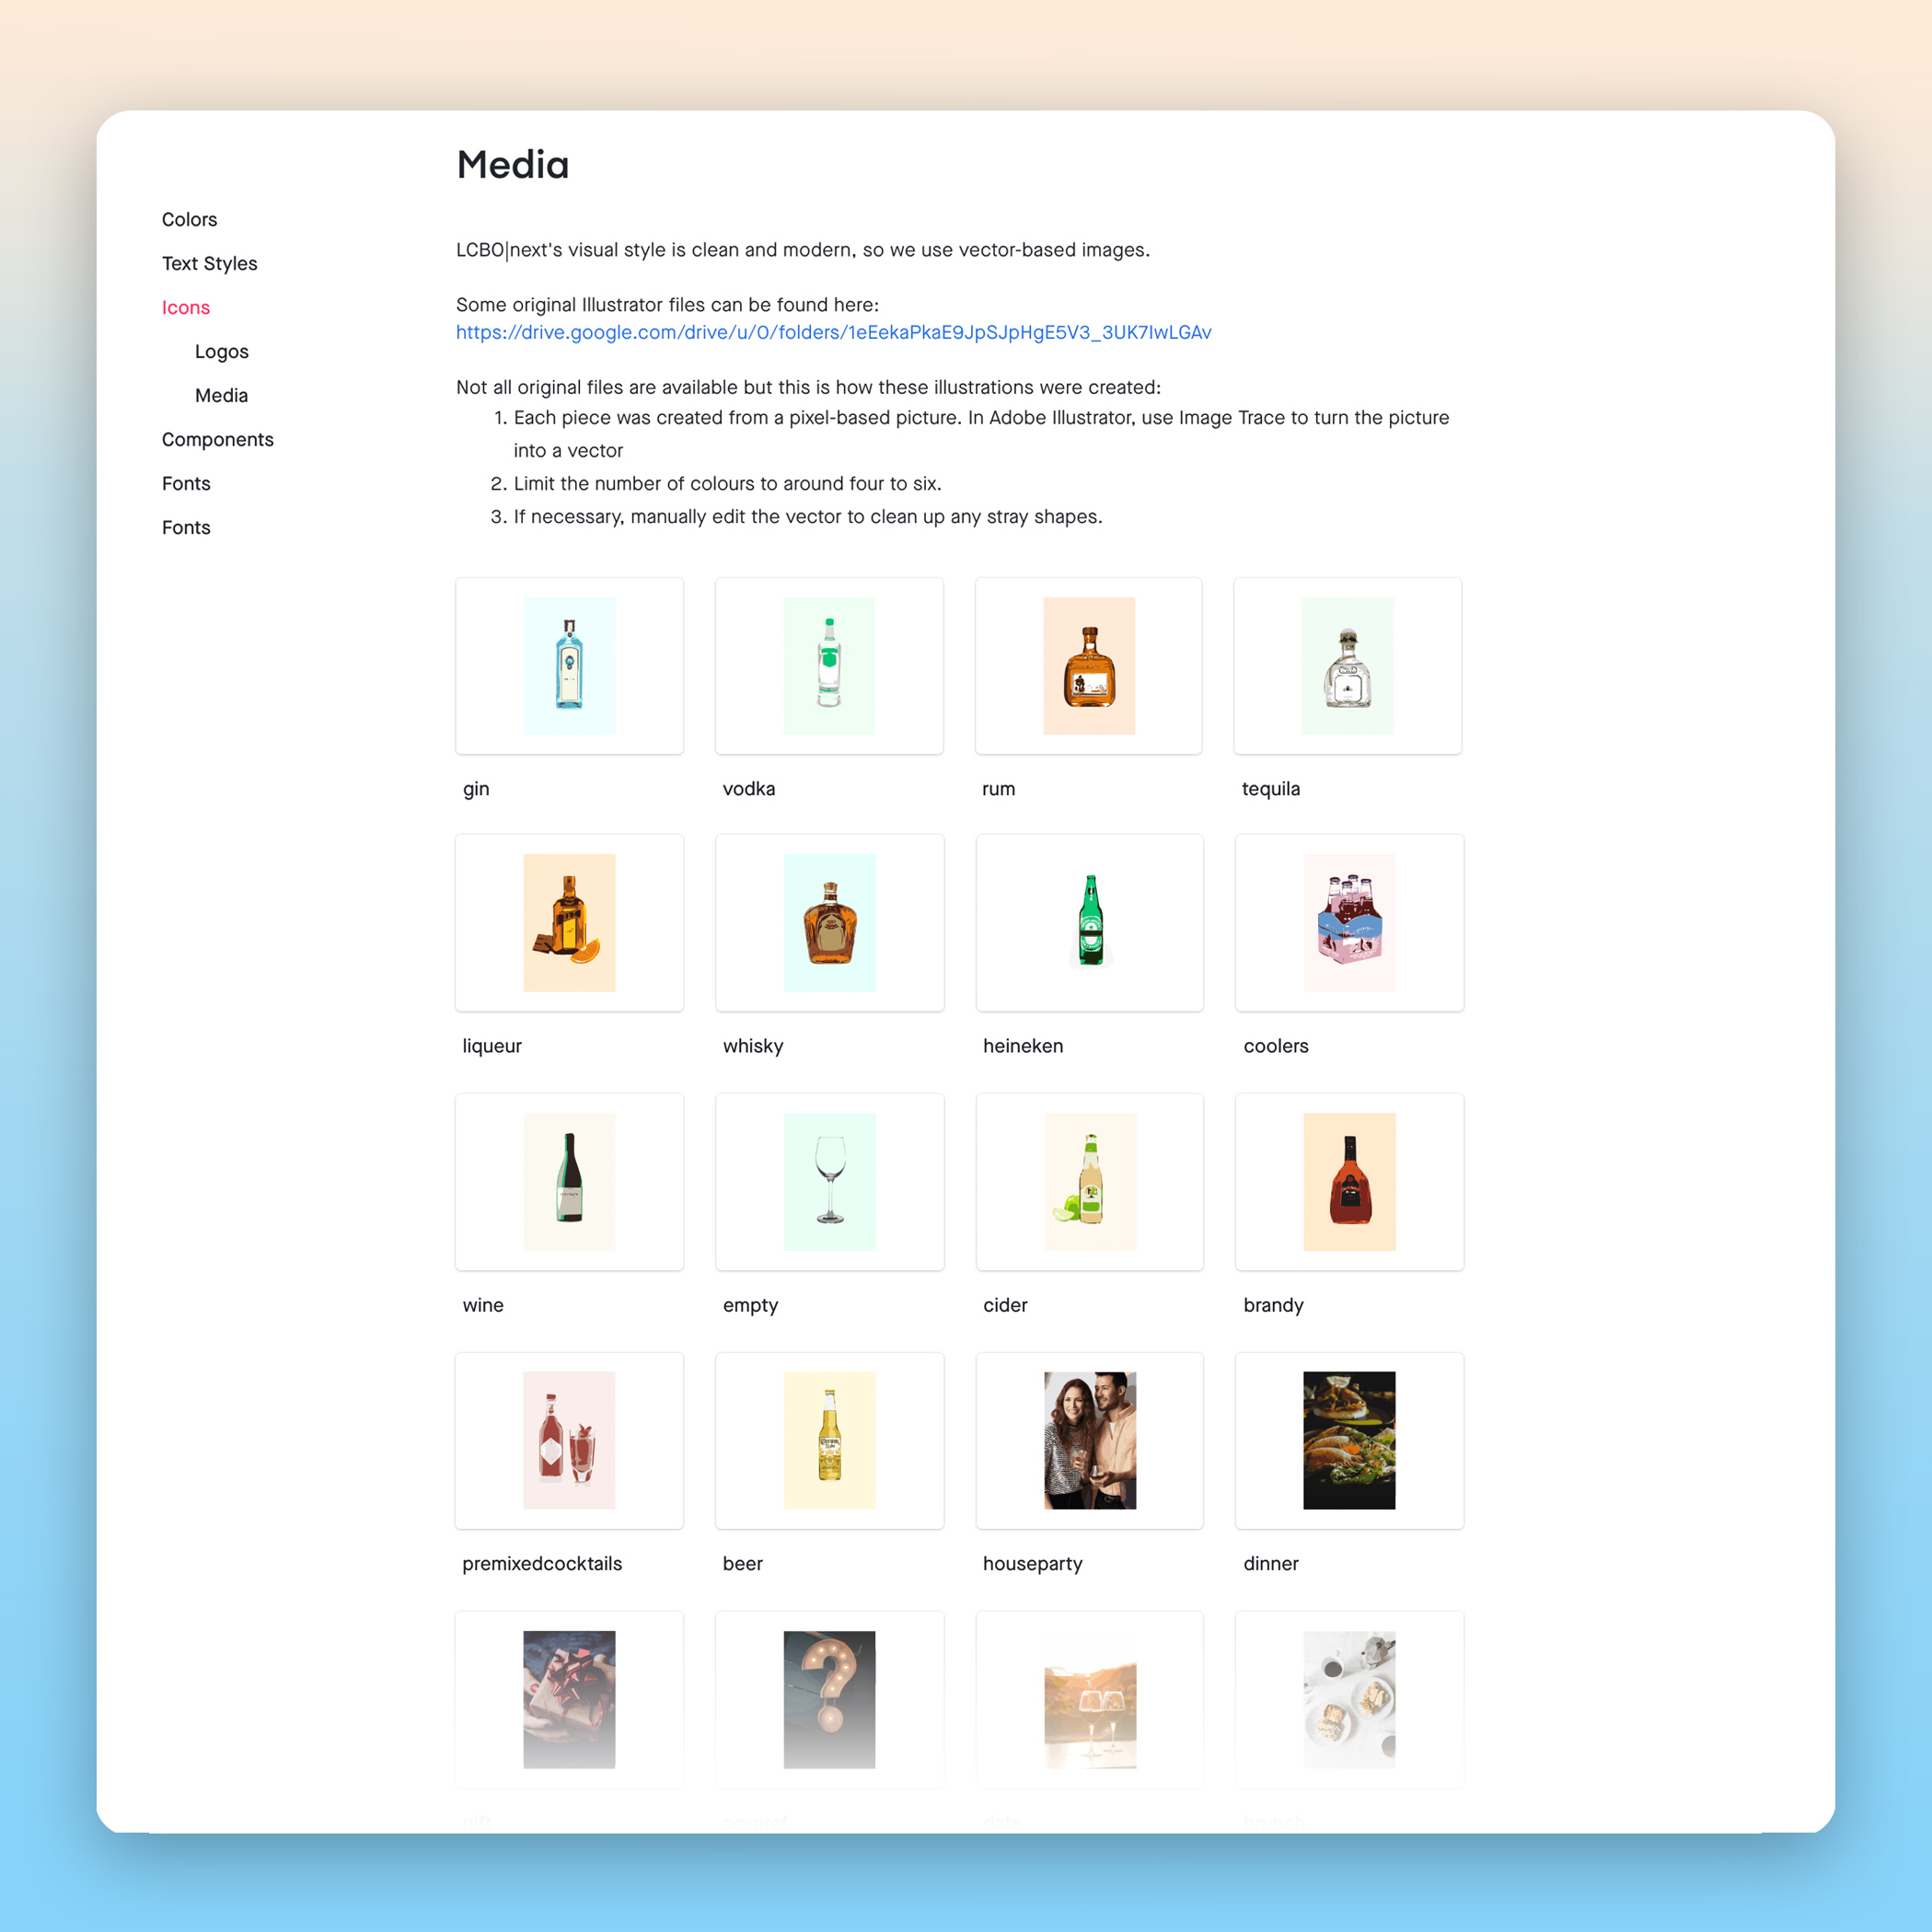 Media
Colors
Text Styles
Icons
Logos
Media
Components
Fonts
Fonts
LCBO|next's visual style is clean and modern, so we use vector-based images.
Some original Illustrator files can be found here:
https://drive.google.com/drive/u/0/folders/1eEekaPkaE9JpSJpHgE5V3_3UK7IwLGAv
Not all original files are available but this is how these illustrations were created:
1. Each piece was created from a pixel-based picture. In Adobe Illustrator, use Image Trace to turn the picture
into a vector
2. Limit the number of colours to around four to six.
3. If necessary, manually edit the vector to clean up any stray shapes.
gin
vodka
rum
tequila
liqueur
whisky
heineken
coolers
wine
empty
cider
brandy
premixedcocktails
beer
houseparty
dinner
gift
no-pref
date
brunch